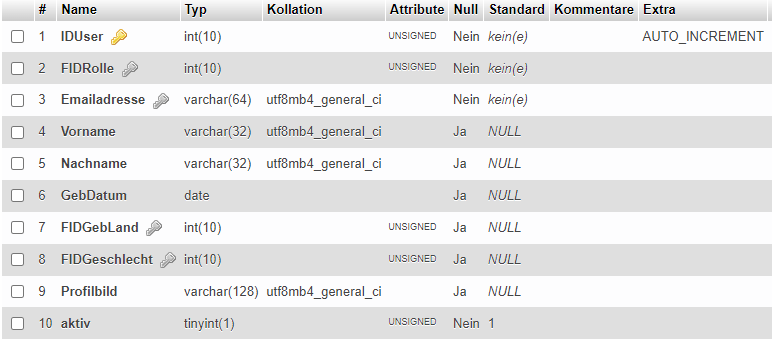 # Name Typ Kollation Attribute Null Standard Kommentare Extra
1 IDUser int(10) UNSIGNED Nein kein(e) AUTO_INCREMENT
2 FIDRolle int(10) UNSIGNED Nein kein(e)
3 Emailadresse varchar(64) utf8mb4_general_ci Nein kein(e)
4 Vorname varchar(32) utf8mb4_general_ci Ja NULL
5 Nachname varchar(32) utf8mb4_general_ci Ja NULL
6 GebDatum date Ja NULL
7 FIDGebLand int(10) UNSIGNED Ja NULL
8 FIDGeschlecht int(10) UNSIGNED Ja NULL
9 Profilbild varchar(128) utf8mb4_general_ci Ja NULL
10 aktiv tinyint(1) UNSIGNED Nein 1